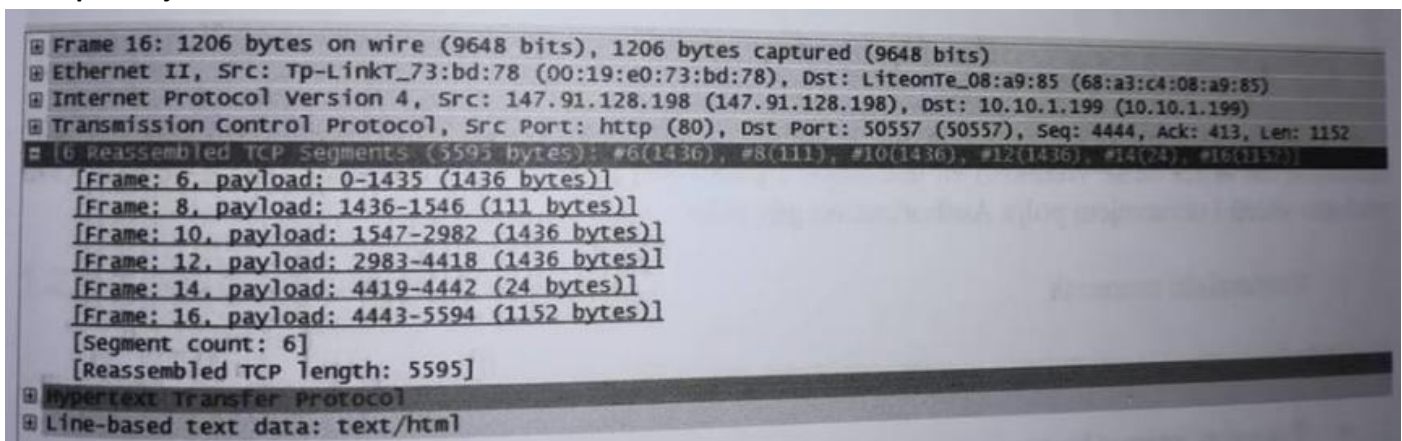 Frame 16: 1206 bytes on wire (9648 bits), 1206 bytes captured (9648 bits)
Ethernet II, Src: Tp-LinkT_73:bd:78 (00:19:e0:73:bd:78), Dst: LiteonTe_08:a9:85 (68:a3:c4:08:a9:85)
Internet Protocol Version 4, Src: 147.91.128.198 (147.91.128.198), Dst: 10.10.1.199 (10.10.1.199)
Transmission Control Protocol, Src Port: http (80), Dst Port: 50557 (50557), Seq: 4444, Ack: 413, Len: 1152
[6 Reassembled TCP Segments (5595 bytes): #6(1436), #8(111), #10(1436), #12(1436), #14(24), #16(1152)]
[Frame: 6, payload: 0-1435 (1436 bytes)]
[Frame: 8, payload: 1436-1546 (111 bytes)]
[Frame: 10, payload: 1547-2982 (1436 bytes)]
[Frame: 12, payload: 2983-4418 (1436 bytes)]
[Frame: 14, payload: 4419-4442 (24 bytes)]
[Frame: 16, payload: 4443-5594 (1152 bytes)]
[Segment count: 6]
[Reassembled TCP length: 5595]
Hypertext Transfer Protocol
Line-based text data: text/html